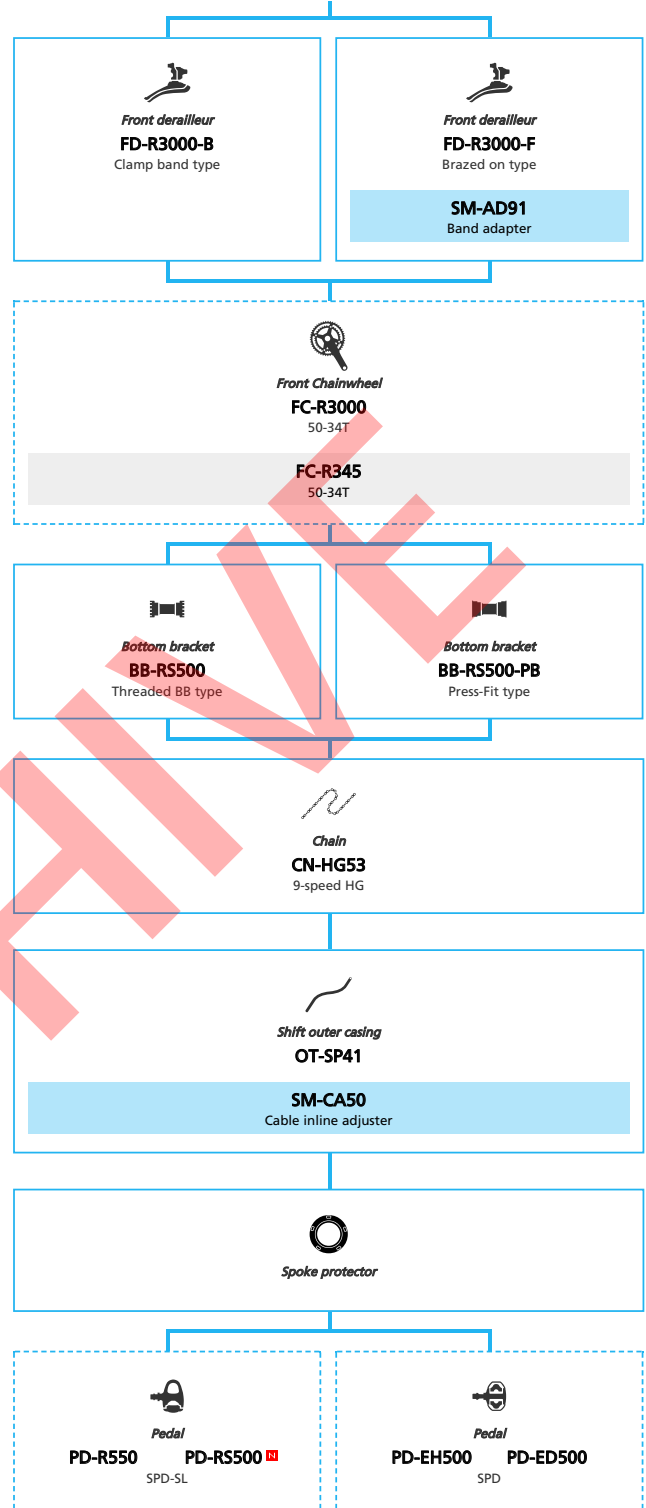 Front derailleur
FD-R3000-B
Clamp band type
Front derailleur
FD-R3000-F
Brazed on type
SM-AD91
Band adapter
Front Chainwheel
FC-R3000
50-34T
FC-R345
50-34T
Bottom bracket
BB-RS500
Threaded BB type
Bottom bracket
BB-RS500-PB
Press-Fit type
Chain
CN-HG53
9-speed HG
Shift outer casing
OT-SP41
SM-CA50
Cable inline adjuster
Spoke protector
Pedal
PD-R550 PD-RS500 N
SPD-SL
Pedal
PD-EH500 PD-ED500
SPD
HIVE